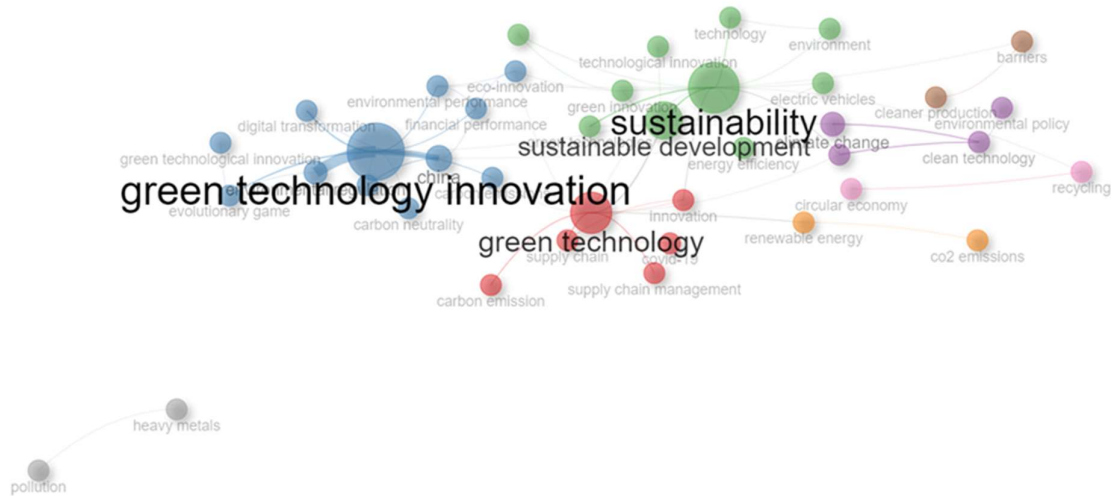 technology
environment
barriers
technological innovation
eco-innovation
electric vehicles
environmental performance
green innovation
cleaner production
financial performance
sustainability
environmental policy
digital transformation
climate change
sustainable development
green technological innovation
clean technology
energy efficiency
china
recycling
green technology innovation
circular economy
evolutionary game
innovation
carbon neutrality
renewable energy
green technology
supply chain
covid-19
co2 emissions
supply chain management
carbon emission
heavy metals
pollution